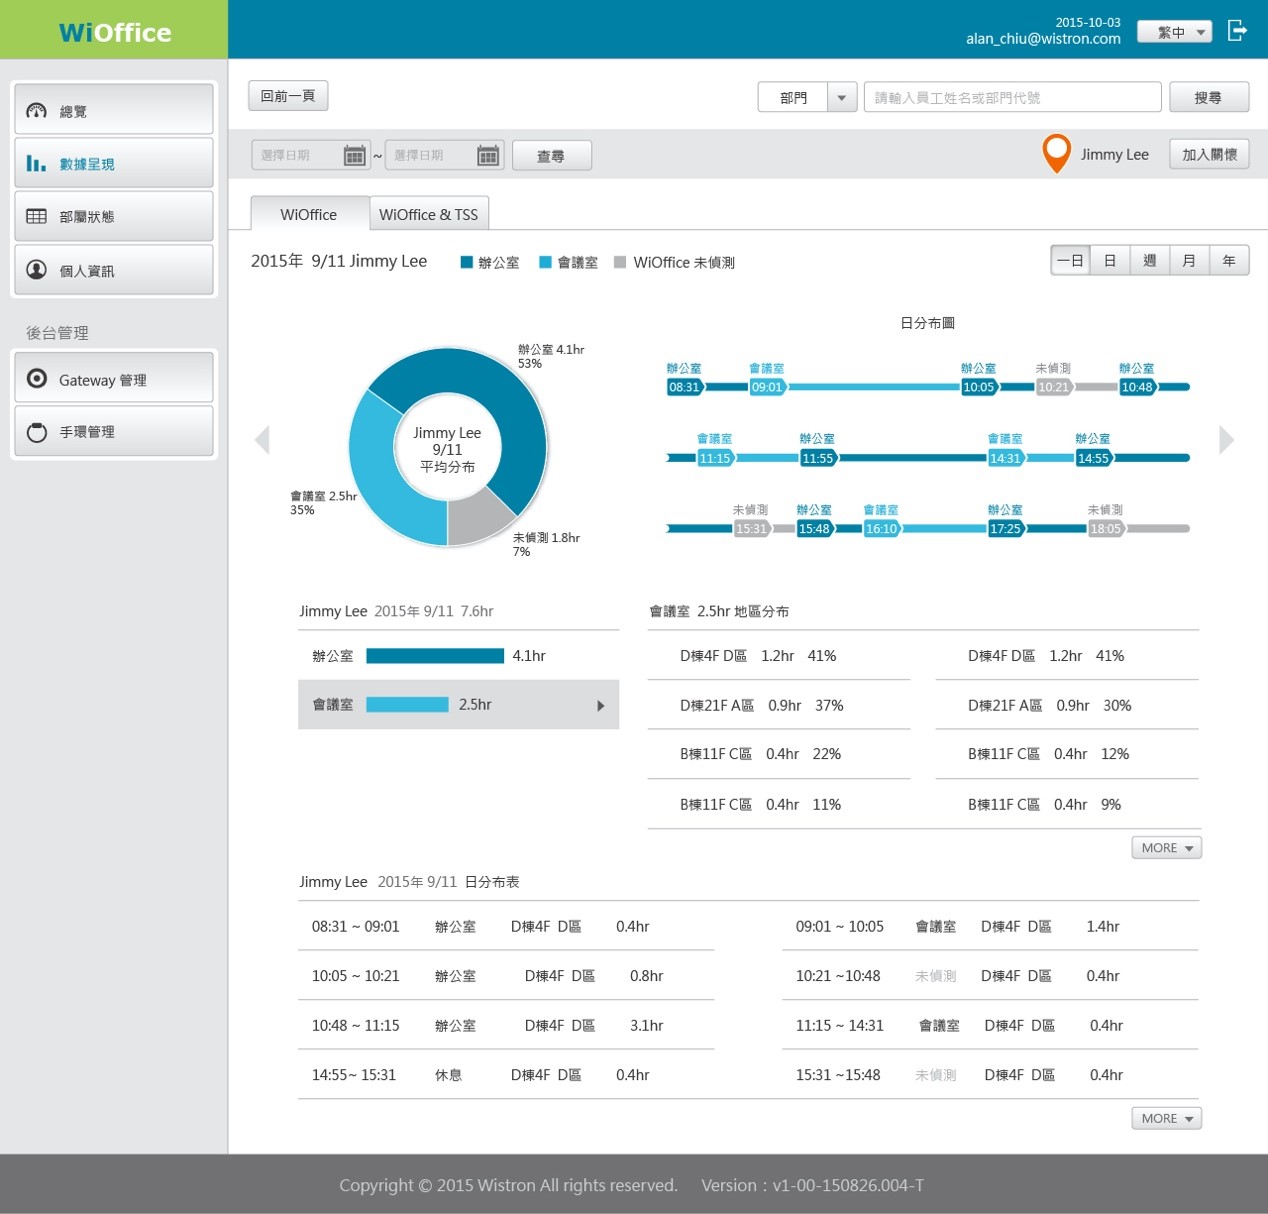 WiOffice
2015-10-03
alan_chiu@wistron.com
繁中
總覽
數據呈現
部屬狀態
個人資訊
後台管理
Gateway 管理
手環管理
回前一頁
部門
請輸入員工姓名或部門代號
搜尋
選擇日期 ~ 選擇日期 查尋
Jimmy Lee
加入關懷
WiOffice
WiOffice & TSS
2015年 9/11 Jimmy Lee
辦公室 會議室 WiOffice 未偵測
一日 日 週 月 年
辦公室 4.1hr
53%
Jimmy Lee
9/11
平均分布
會議室 2.5hr
35%
未偵測 1.8hr
7%
日分布圖
辦公室 會議室 辦公室 未偵測 辦公室
08:31 09:01 10:05 10:21 10:48
會議室 辦公室 會議室 辦公室
11:15 11:55 14:31 14:55
未偵測 辦公室 會議室 辦公室 未偵測
15:31 15:48 16:10 17:25 18:05
Jimmy Lee 2015年 9/11 7.6hr
辦公室 4.1hr
會議室 2.5hr
會議室 2.5hr 地區分布
D棟4F D區 1.2hr 41% D棟4F D區 1.2hr 41%
D棟21F A區 0.9hr 37% D棟21F A區 0.9hr 30%
B棟11F C區 0.4hr 22% B棟11F C區 0.4hr 12%
B棟11F C區 0.4hr 11% B棟11F C區 0.4hr 9%
MORE
Jimmy Lee 2015年 9/11 日分布表
08:31 ~ 09:01 辦公室 D棟4F D區 0.4hr 09:01 ~ 10:05 會議室 D棟4F D區 1.4hr
10:05 ~ 10:21 辦公室 D棟4F D區 0.8hr 10:21 ~10:48 未偵測 D棟4F D區 0.4hr
10:48 ~ 11:15 辦公室 D棟4F D區 3.1hr 11:15 ~ 14:31 會議室 D棟4F D區 0.4hr
14:55~ 15:31 休息 D棟4F D區 0.4hr 15:31 ~15:48 未偵測 D棟4F D區 0.4hr
MORE
Copyright © 2015 Wistron All rights reserved. Version：v1-00-150826.004-T